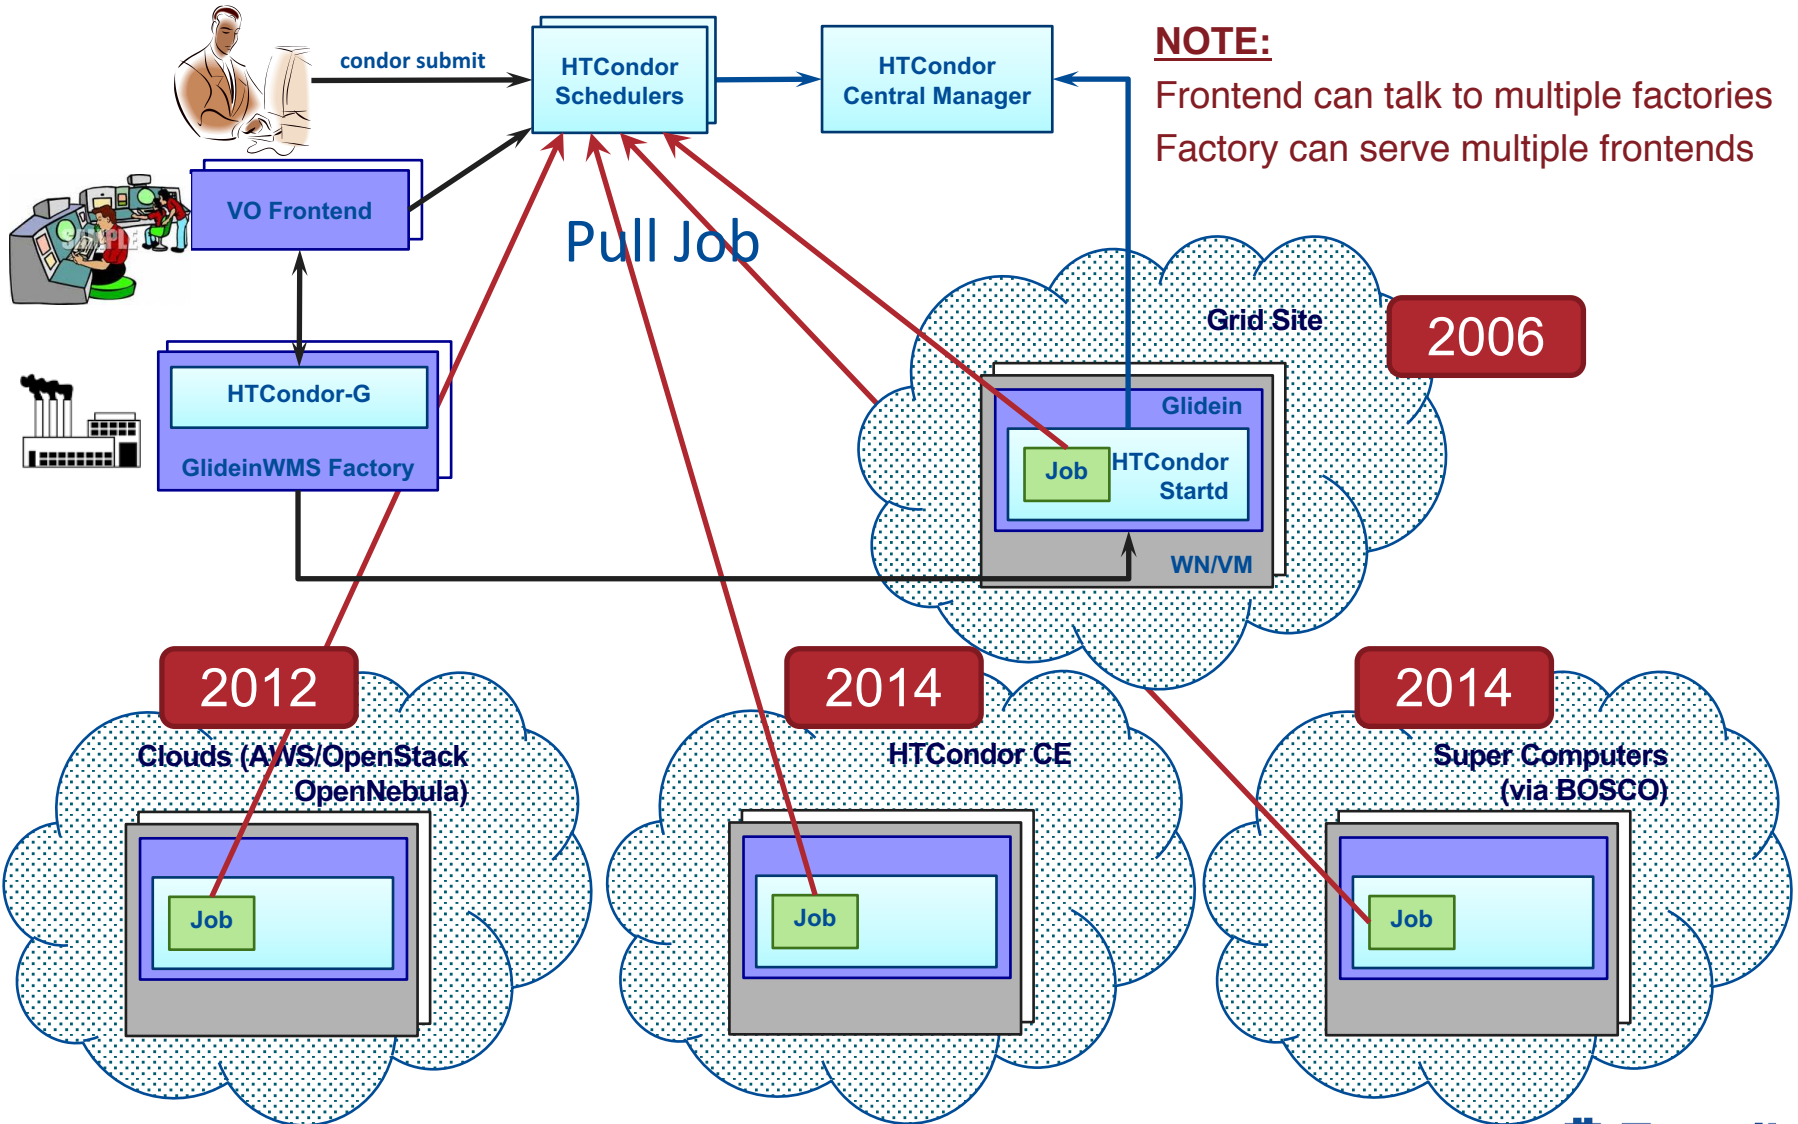 condor submit
HTCondor
Schedulers
HTCondor
Central Manager
NOTE:
Frontend can talk to multiple factories
Factory can serve multiple frontends
VO Frontend
Pull Job
HTCondor-G
GlideinWMS Factory
Grid Site
2006
Glidein
Job
HTCondor
Startd
WN/VM
2012
Clouds (AWS/OpenStack
OpenNebula)
Job
2014
HTCondor CE
Job
2014
Super Computers
(via BOSCO)
Job